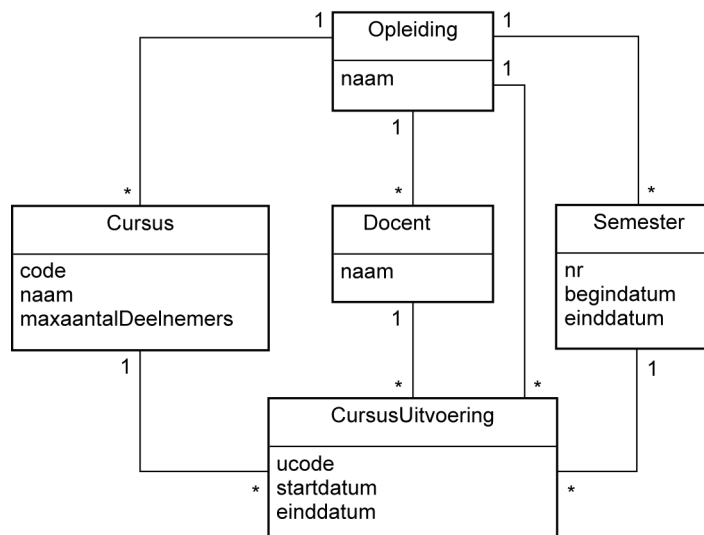 1
Opleiding
1
naam
1
1
*
*
*
Cursus
Docent
Semester
code
naam
maxaantalDeelnemers
naam
nr
begindatum
einddatum
1
1
1
*
*
CursusUitvoering
*
*
ucode
startdatum
einddatum